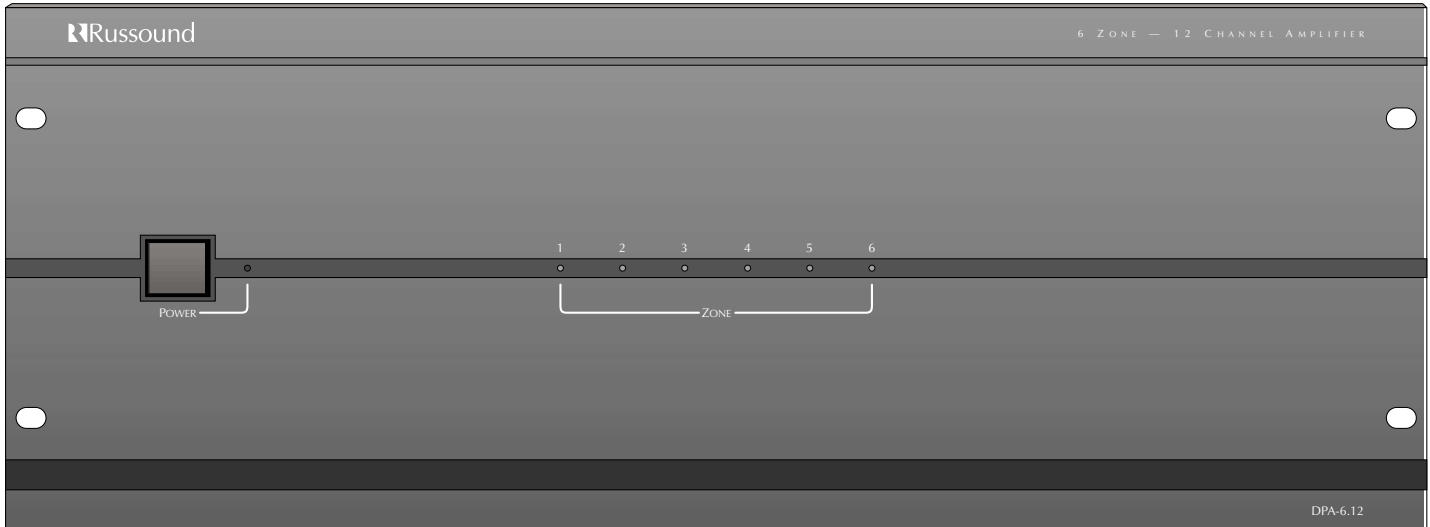 Russound
6 Zone — 12 Channel Amplifier
1 2 3 4 5 6
Power
Zone
DPA-6.12